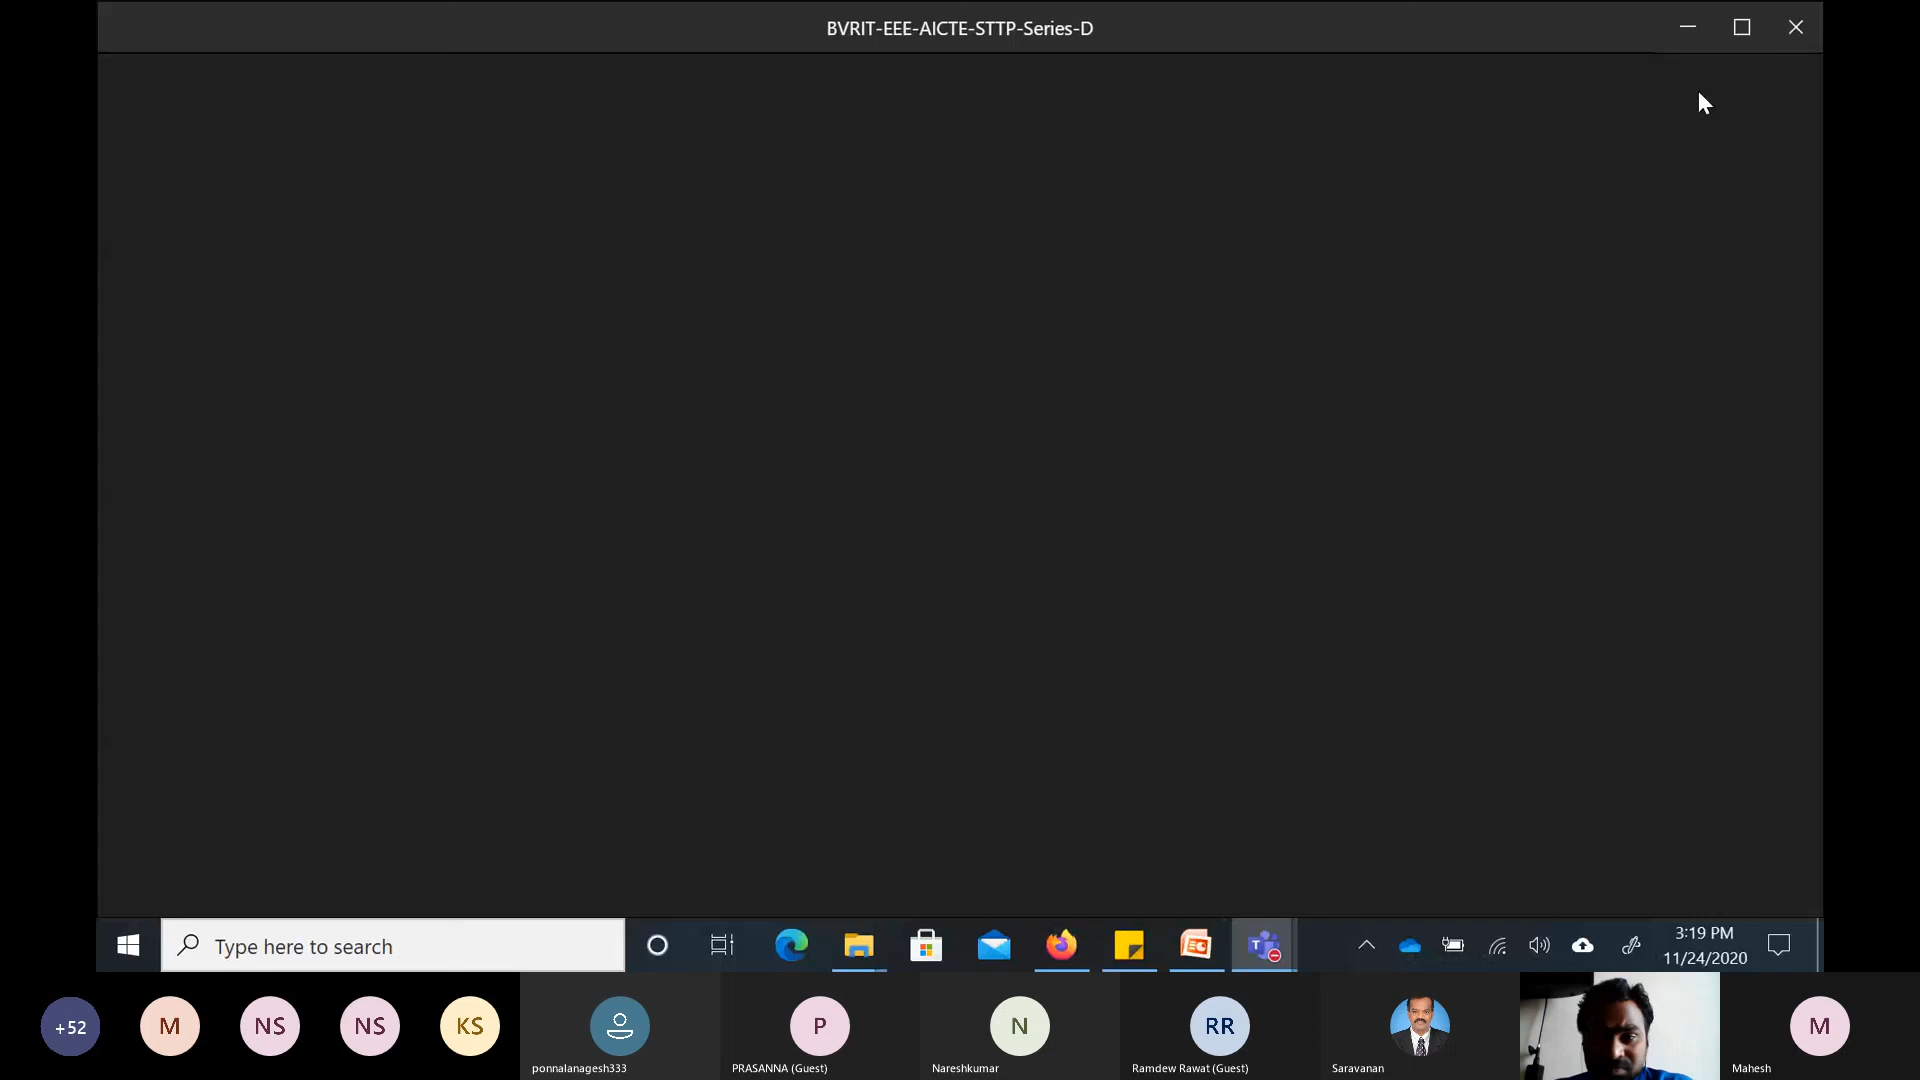 BVRIT-EEE-AICTE-STTP-Series-D
Type here to search
3:19 PM
11/24/2020
+52
M
NS
NS
KS
P
N
RR
M
ponnalanagesh333
PRASANNA (Guest)
Nareshkumar
Ramdew Rawat (Guest)
Saravanan
Mahesh